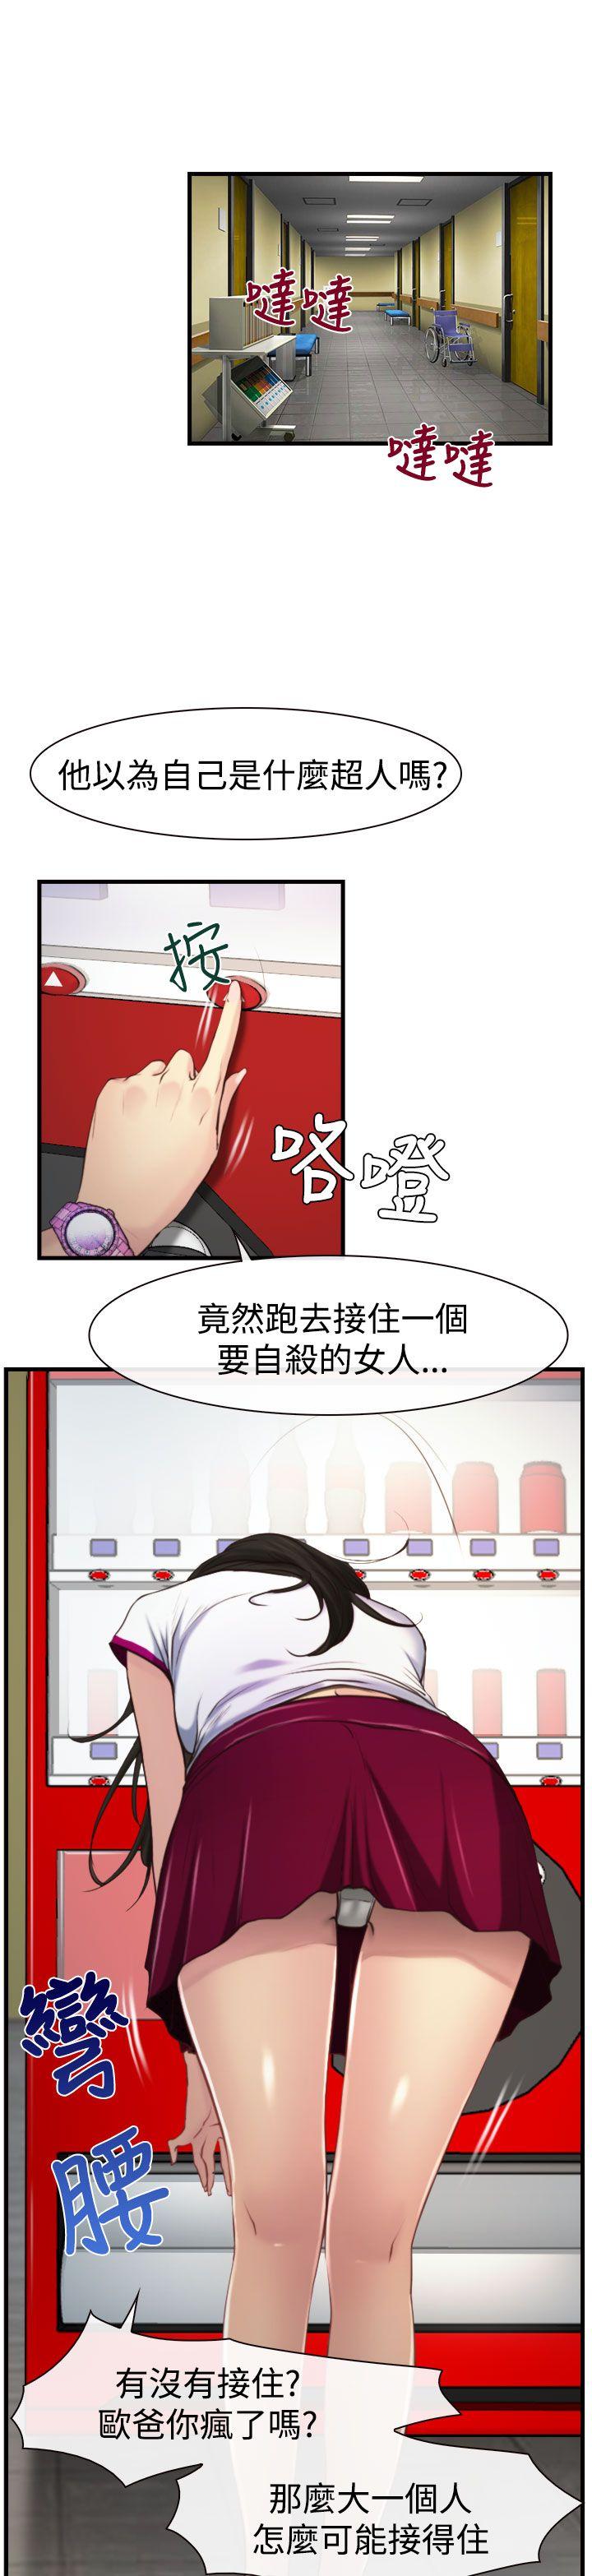 噠噠
噠噠
他以為自己是什麼超人嗎?
按
咯噔
竟然跑去接住一個
要自殺的女人...
彎
腰
有沒有接住?
歐爸你瘋了嗎?
那麼大一個人
怎麼可能接得住